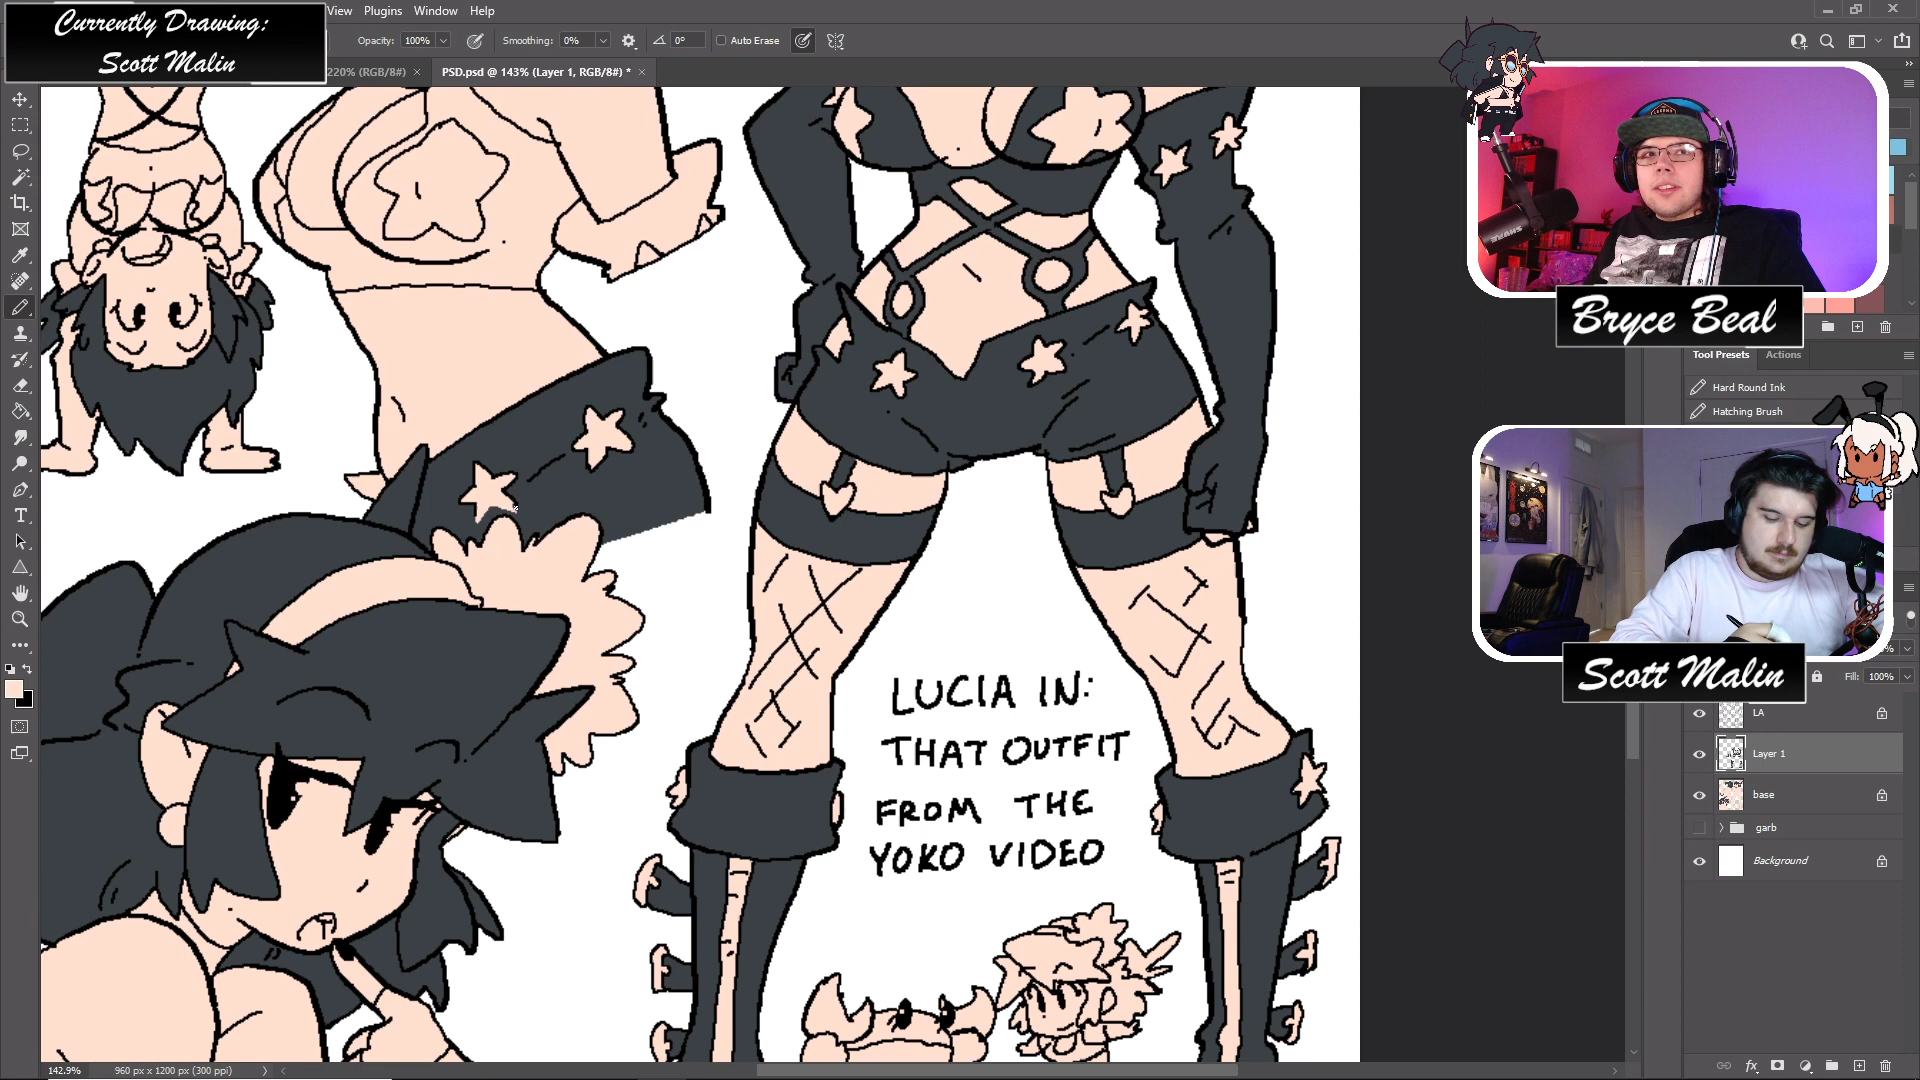 Currently Drawing:
Scott Malin
View Plugins Window Help
Opacity: 100% Smoothing: 0% 0° Auto Erase
220% (RGB/8#) × PSD.psd @ 143% (Layer 1, RGB/8#) * ×
Bryce Beal
Tool Presets Actions
Hard Round Ink
Hatching Brush
Scott Malin
Fill: 100%
LA
Layer 1
base
garb
Background
LUCIA IN:
THAT OUTFIT
FROM THE
YOKO VIDEO
142.9% 960 px x 1200 px (300 ppi)